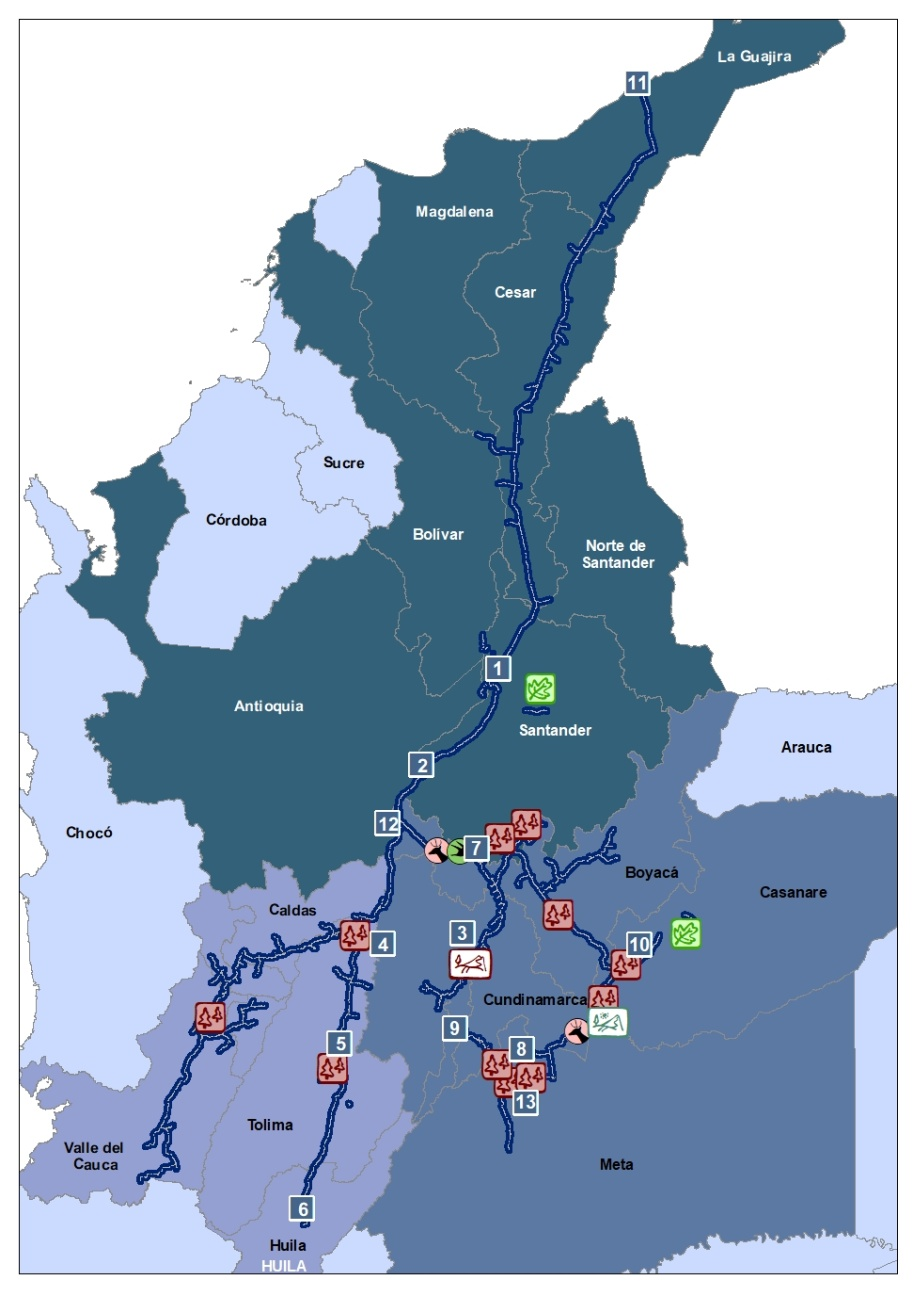 La Guajira
11
Magdalena
Cesar
Sucre
Córdoba
Bolívar
Norte de
Santander
1
Antioquia
Santander
Arauca
2
12
Chocó
7
Boyacá
Casanare
Caldas
3
4
10
Cundinamarca
9
5
8
13
Tolima
Valle del
Cauca
Meta
6
Huila
HUILA